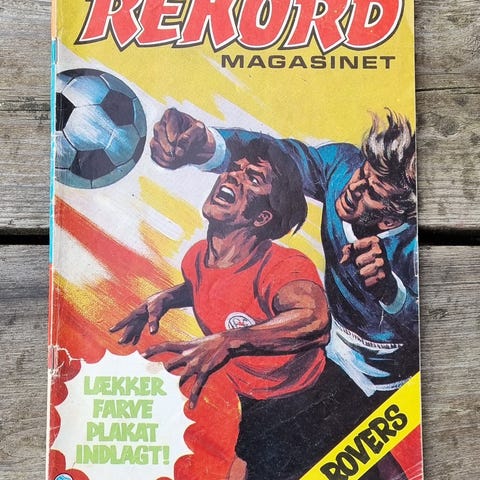 REKORD
MAGASINET
LÆKKER
FARVE
PLAKAT
INDLAGT!
ROVERS